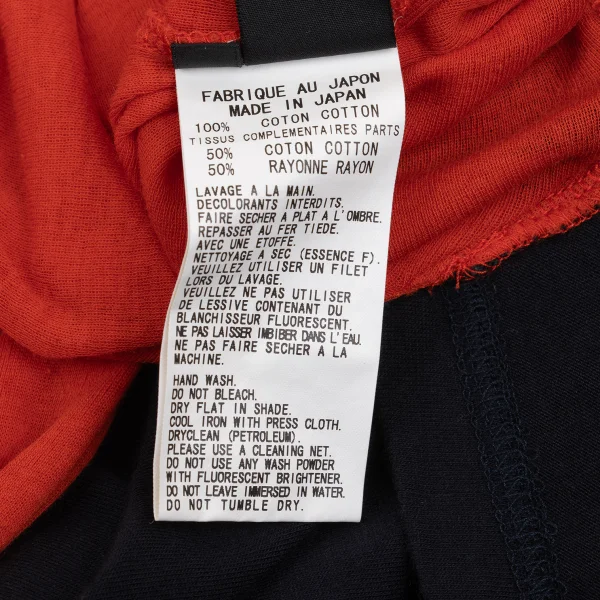 FABRIQUE AU JAPON
MADE IN JAPAN
100% COTON COTTON
TISSUS COMPLEMENTAIRES PARTS
50% COTON COTTON
50% RAYONNE RAYON
LAVAGE A LA MAIN.
DECOLORANTS INTERDITS.
FAIRE SECHER A PLAT A L'OMBRE.
REPASSER AU FER TIEDE.
AVEC UNE ETOFFE.
NETTOYAGE A SEC (ESSENCE F).
VEUILLEZ UTILISER UN FILET
LORS DU LAVAGE.
VEUILLEZ NE PAS UTILISER
DE LESSIVE CONTENANT DU
BLANCHISSEUR FLUORESCENT.
NE PAS LAISSER IMBIBER DANS L'EAU.
NE PAS FAIRE SECHER A LA
MACHINE.
HAND WASH.
DO NOT BLEACH.
DRY FLAT IN SHADE.
COOL IRON WITH PRESS CLOTH.
DRYCLEAN (PETROLEUM).
PLEASE USE A CLEANING NET.
DO NOT USE ANY WASH POWDER
WITH FLUORESCENT BRIGHTENER.
DO NOT LEAVE IMMERSED IN WATER.
DO NOT TUMBLE DRY.